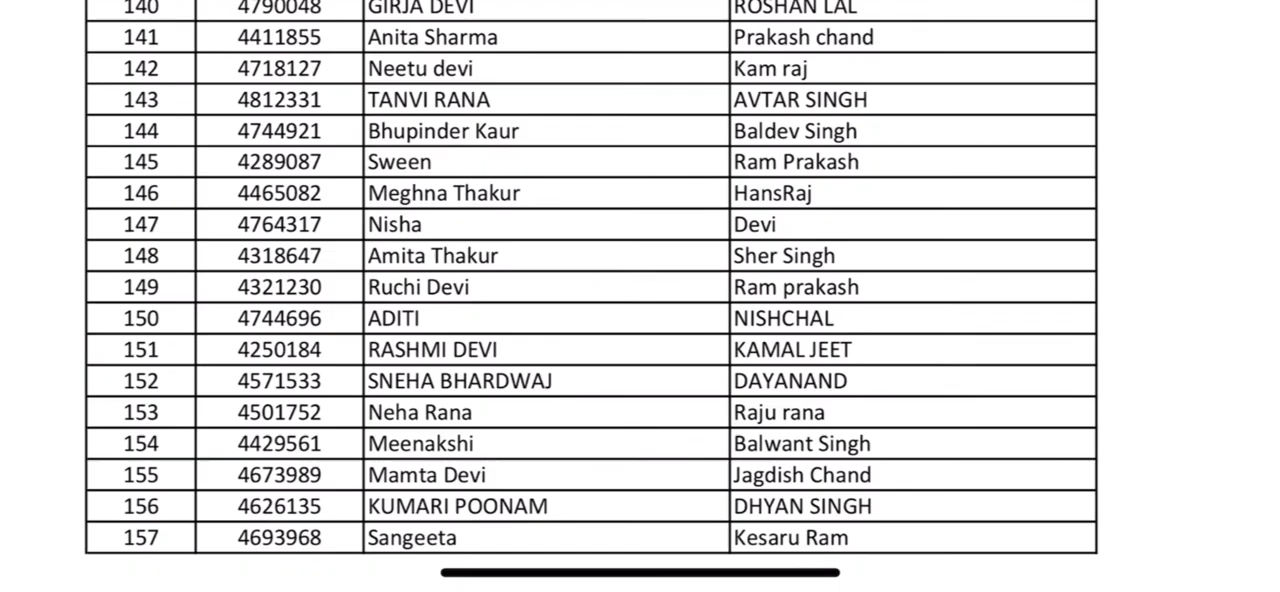 140 4790048 GIRJA DEVI ROSHAN LAL
141 4411855 Anita Sharma Prakash chand
142 4718127 Neetu devi Kam raj
143 4812331 TANVI RANA AVTAR SINGH
144 4744921 Bhupinder Kaur Baldev Singh
145 4289087 Sween Ram Prakash
146 4465082 Meghna Thakur HansRaj
147 4764317 Nisha Devi
148 4318647 Amita Thakur Sher Singh
149 4321230 Ruchi Devi Ram prakash
150 4744696 ADITI NISHCHAL
151 4250184 RASHMI DEVI KAMAL JEET
152 4571533 SNEHA BHARDWAJ DAYANAND
153 4501752 Neha Rana Raju rana
154 4429561 Meenakshi Balwant Singh
155 4673989 Mamta Devi Jagdish Chand
156 4626135 KUMARI POONAM DHYAN SINGH
157 4693968 Sangeeta Kesaru Ram